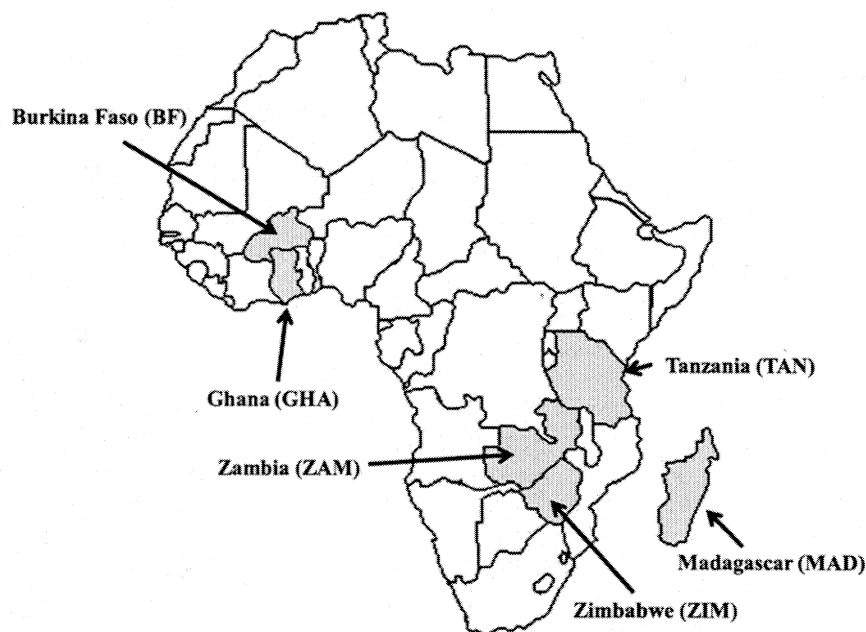 Burkina Faso (BF)
Ghana (GHA)
Tanzania (TAN)
Zambia (ZAM)
Madagascar (MAD)
Zimbabwe (ZIM)